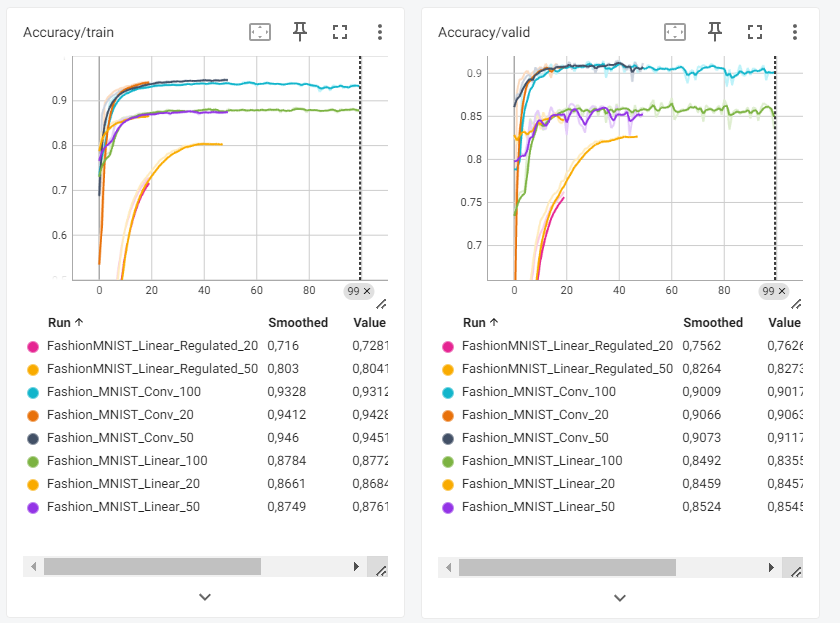 Accuracy/train
0.9
0.8
0.7
0.6
0 20 40 60 80 99 ×
Run ↑ Smoothed Value
FashionMNIST_Linear_Regulated_20 0,716 0,7281
FashionMNIST_Linear_Regulated_50 0,803 0,8041
Fashion_MNIST_Conv_100 0,9328 0,9312
Fashion_MNIST_Conv_20 0,9412 0,9428
Fashion_MNIST_Conv_50 0,946 0,9451
Fashion_MNIST_Linear_100 0,8784 0,8772
Fashion_MNIST_Linear_20 0,8661 0,8684
Fashion_MNIST_Linear_50 0,8749 0,8761
Accuracy/valid
0.9
0.85
0.8
0.7
0 20 40 60 80 99 ×
Run ↑ Smoothed Value
FashionMNIST_Linear_Regulated_20 0,7562 0,7626
FashionMNIST_Linear_Regulated_50 0,8264 0,8273
Fashion_MNIST_Conv_100 0,9009 0,9017
Fashion_MNIST_Conv_20 0,9066 0,9063
Fashion_MNIST_Conv_50 0,9073 0,9117
Fashion_MNIST_Linear_100 0,8492 0,8355
Fashion_MNIST_Linear_20 0,8459 0,8457
Fashion_MNIST_Linear_50 0,8524 0,8545